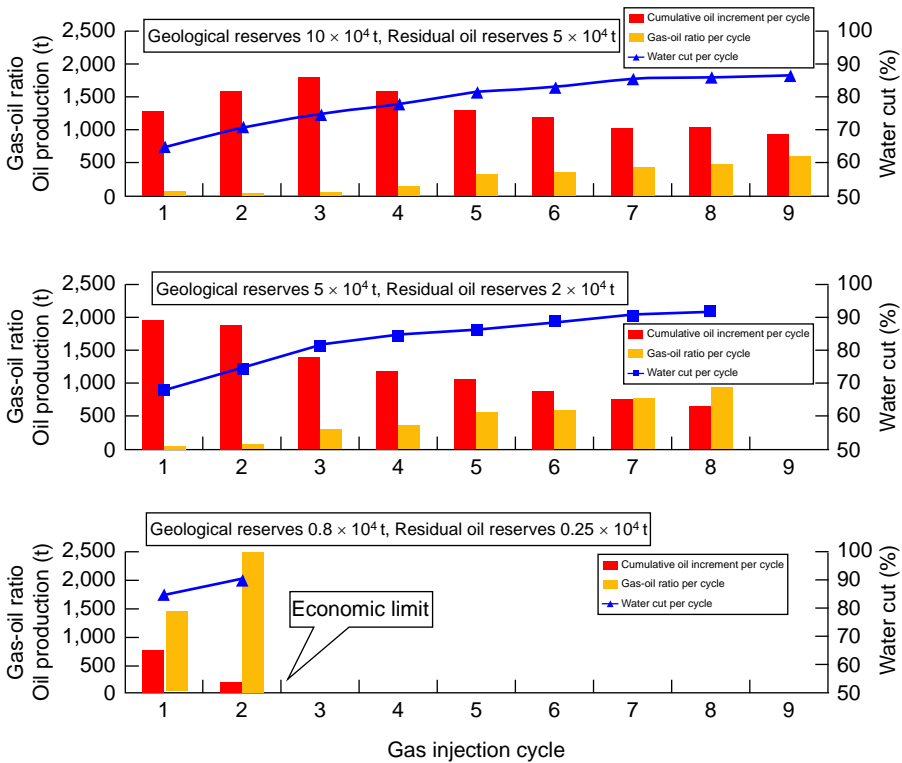 Geological reserves 10 × 10⁴ t, Residual oil reserves 5 × 10⁴ t
Cumulative oil increment per cycle
Gas-oil ratio per cycle
Water cut per cycle
Gas-oil ratio
Oil production (t)
2,500
2,000
1,500
1,000
500
0
100
90
80
70
60
50
Water cut (%)
1 2 3 4 5 6 7 8 9
Geological reserves 5 × 10⁴ t, Residual oil reserves 2 × 10⁴ t
Cumulative oil increment per cycle
Gas-oil ratio per cycle
Water cut per cycle
Gas-oil ratio
Oil production (t)
2,500
2,000
1,500
1,000
500
0
100
90
80
70
60
50
Water cut (%)
1 2 3 4 5 6 7 8 9
Geological reserves 0.8 × 10⁴ t, Residual oil reserves 0.25 × 10⁴ t
Cumulative oil increment per cycle
Gas-oil ratio per cycle
Water cut per cycle
Economic limit
Gas-oil ratio
Oil production (t)
2,500
2,000
1,500
1,000
500
0
100
90
80
70
60
50
Water cut (%)
1 2 3 4 5 6 7 8 9
Gas injection cycle